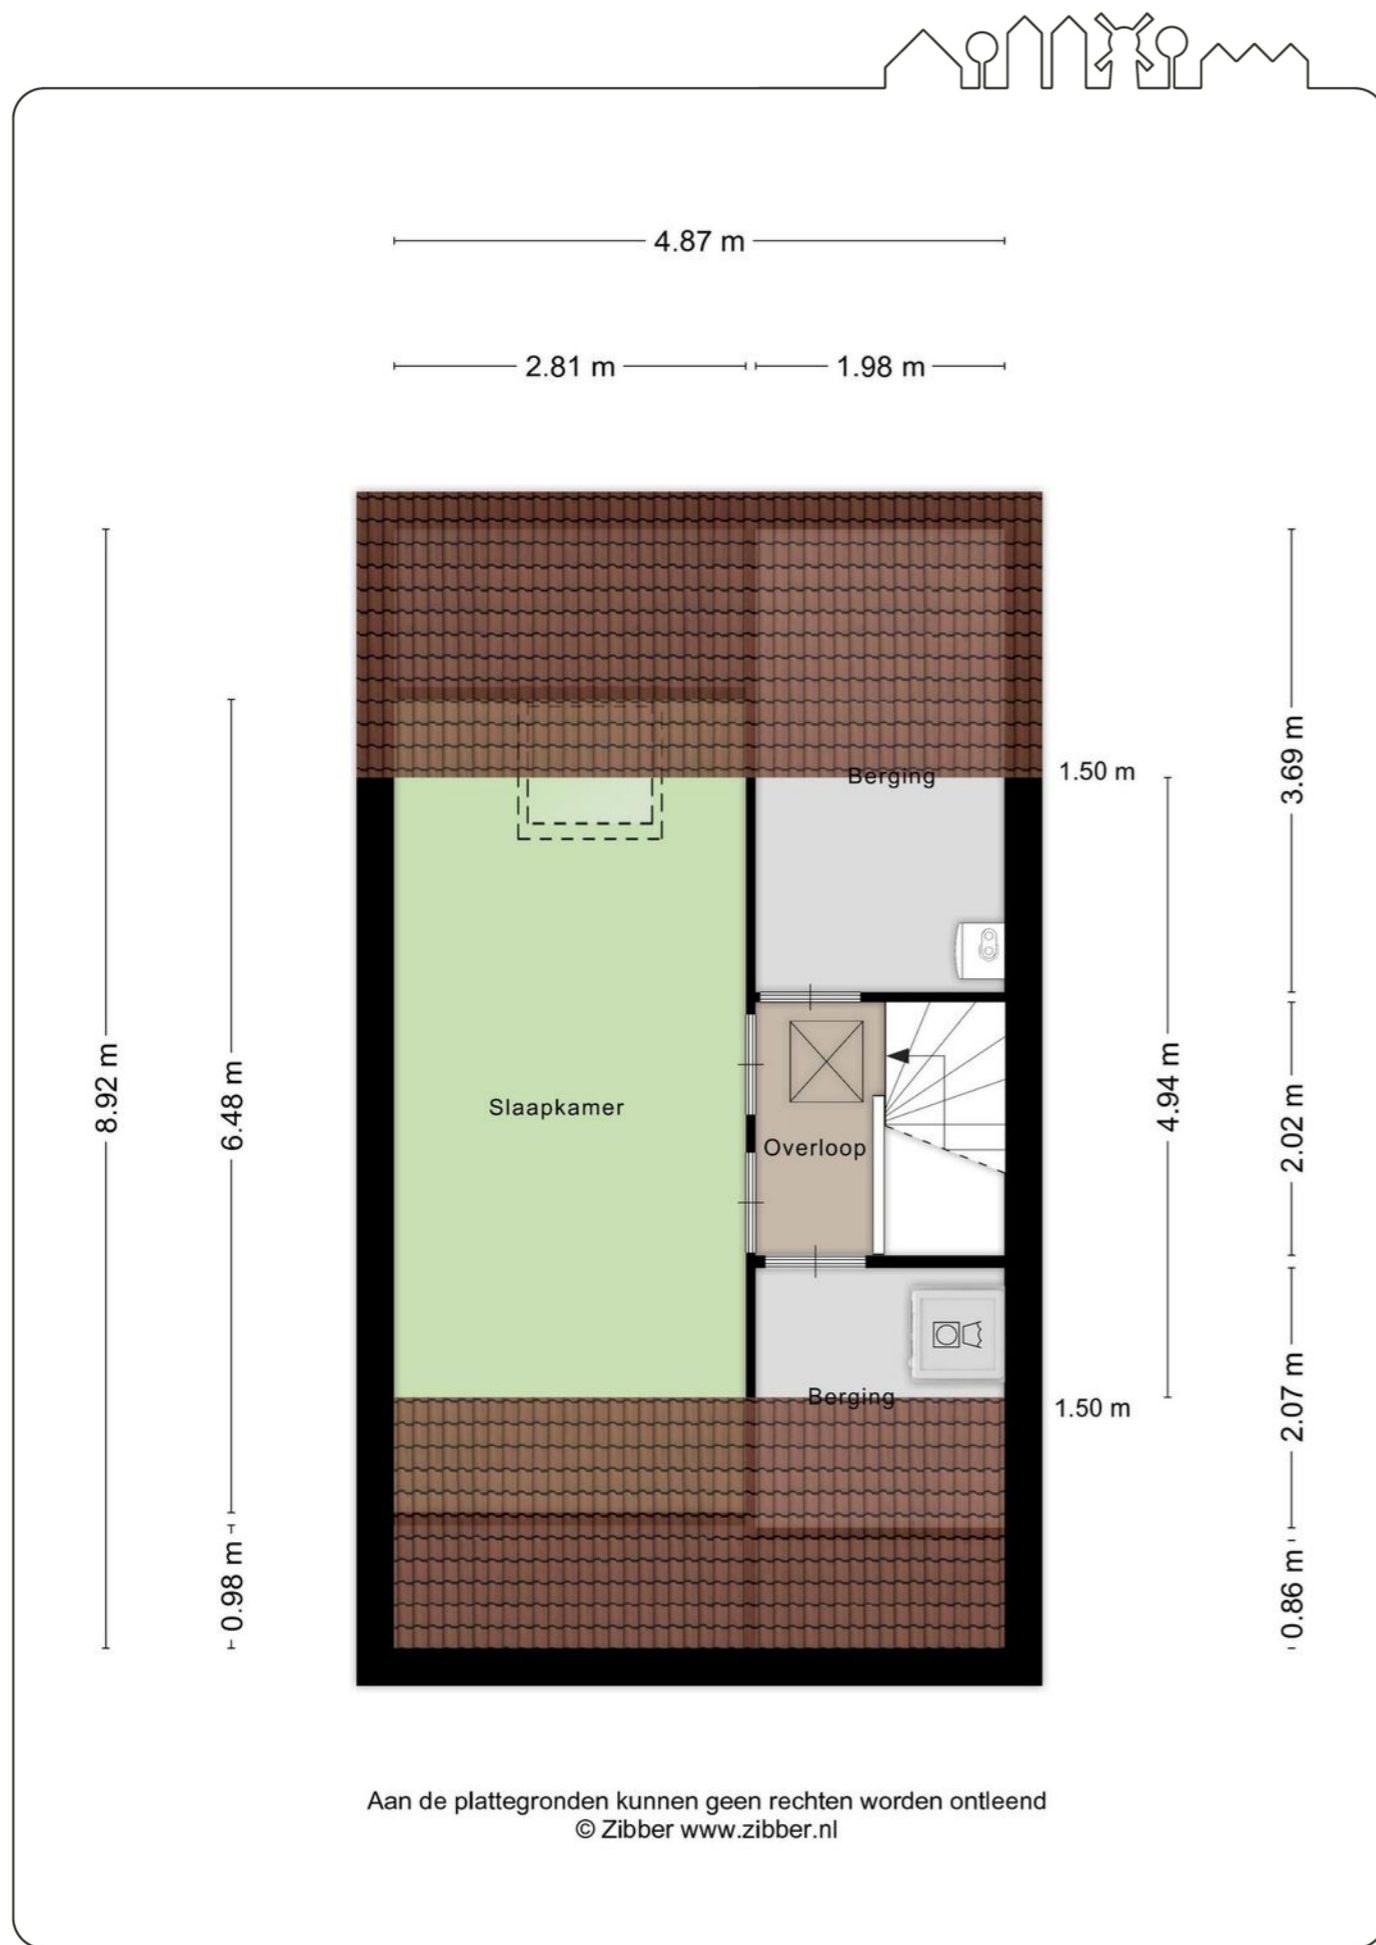 4.87 m
2.81 m
1.98 m
Berging
1.50 m
3.69 m
8.92 m
6.48 m
Slaapkamer
Overloop
4.94 m
2.02 m
Berging
1.50 m
2.07 m
0.98 m
0.86 m
Aan de plattegronden kunnen geen rechten worden ontleend
© Zibber www.zibber.nl